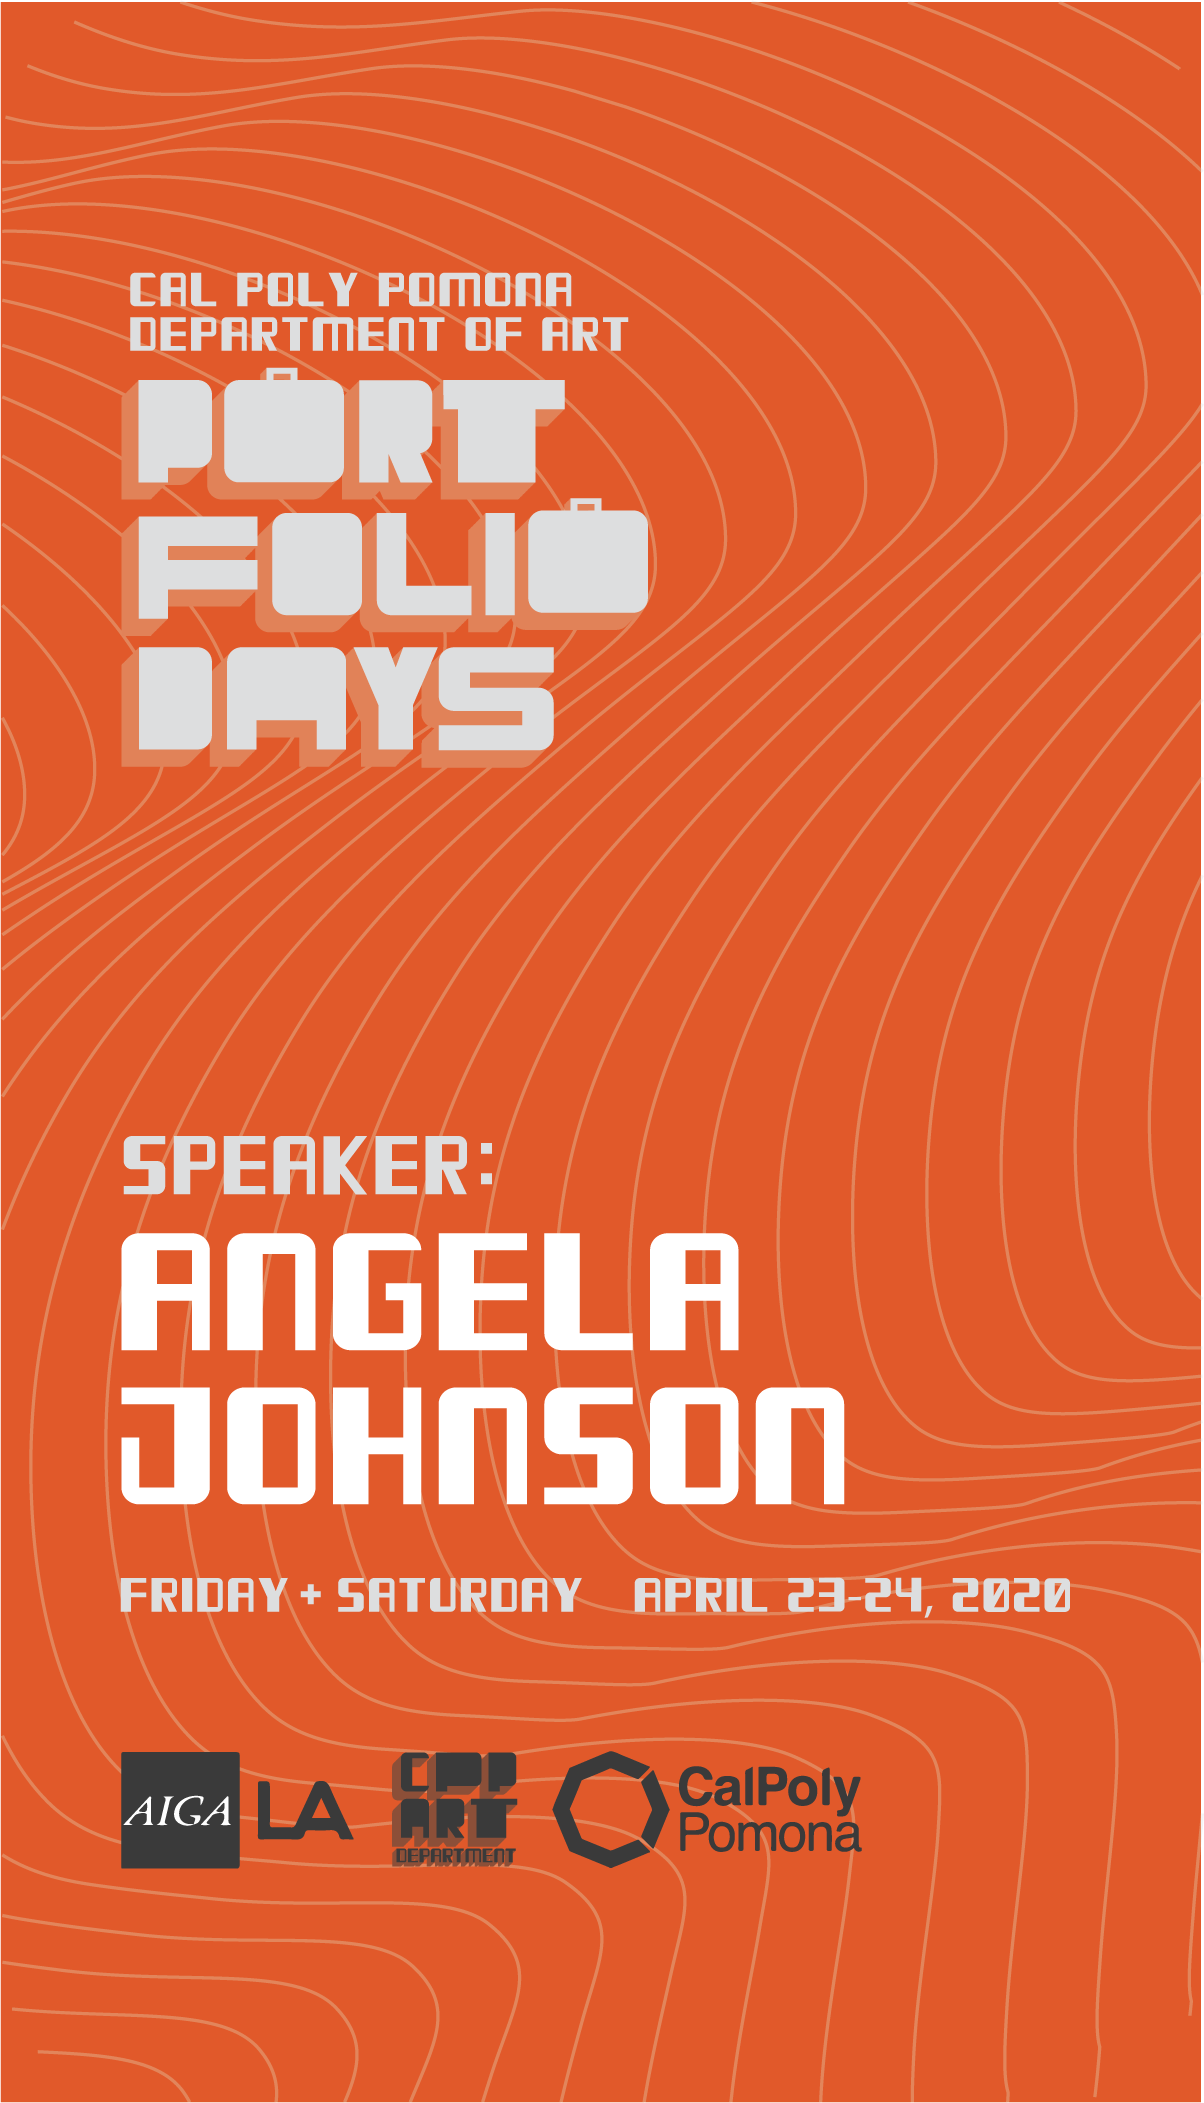 CAL POLY POMONA
DEPARTMENT OF ART
PORT
FOLIO
DAYS
SPEAKER:
ANGELA
JOHNSON
FRIDAY + SATURDAY APRIL 23-24, 2020
AIGA LA
CPP
ART
DEPARTMENT
CalPoly
Pomona